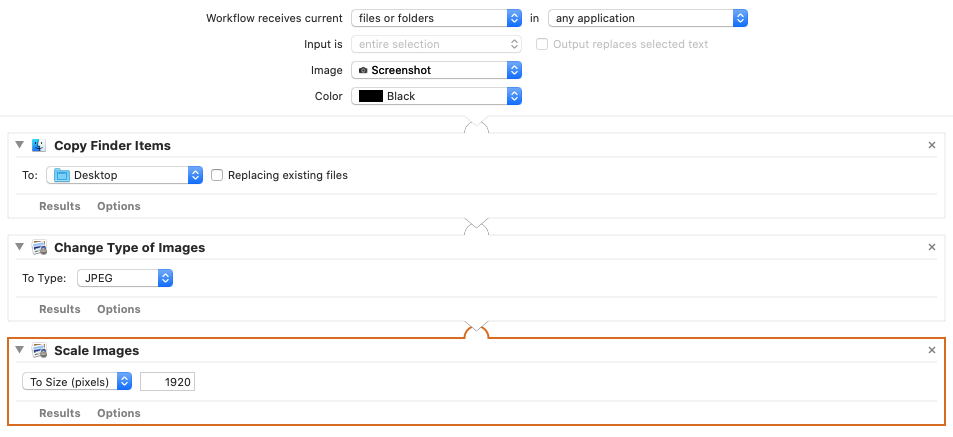 Workflow receives current files or folders in any application
Input is entire selection Output replaces selected text
Image Screenshot
Color Black
Copy Finder Items
To: Desktop Replacing existing files
Results Options
Change Type of Images
To Type: JPEG
Results Options
Scale Images
To Size (pixels) 1920
Results Options